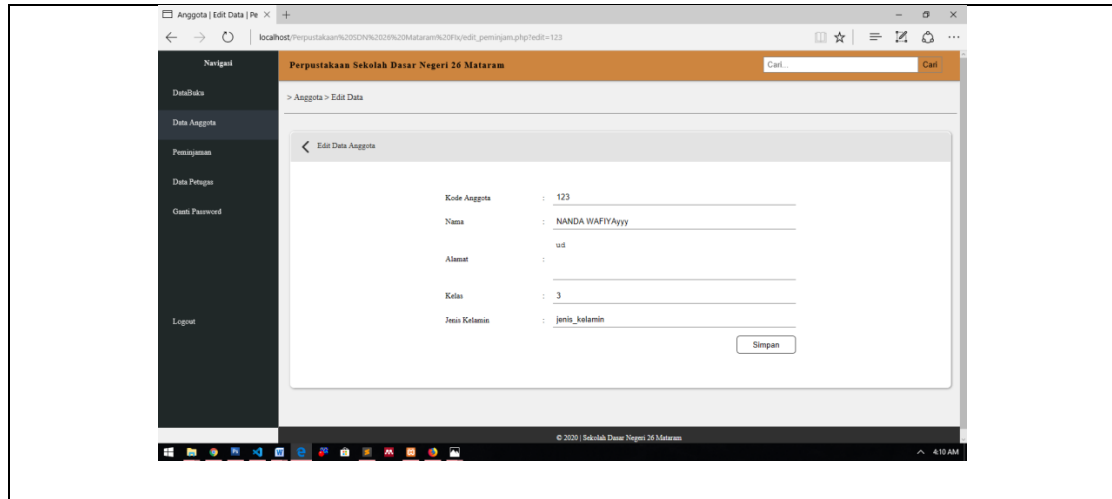 Anggota | Edit Data | Pe
localhost/Perpustakaan%20SDN%2026%20Mataram%20Fix/edit_peminjam.php?edit=123
Navigasi
Perpustakaan Sekolah Dasar Negeri 26 Mataram
Cari...
Cari
DataBuku
> Anggota > Edit Data
Data Anggota
Edit Data Anggota
Peminjaman
Data Petugas
Ganti Password
Kode Anggota : 123
Nama : NANDA WAFIYAyyy
Alamat : ud
Kelas : 3
Jenis Kelamin : jenis_kelamin
Logout
Simpan
© 2020 | Sekolah Dasar Negeri 26 Mataram
4:10 AM